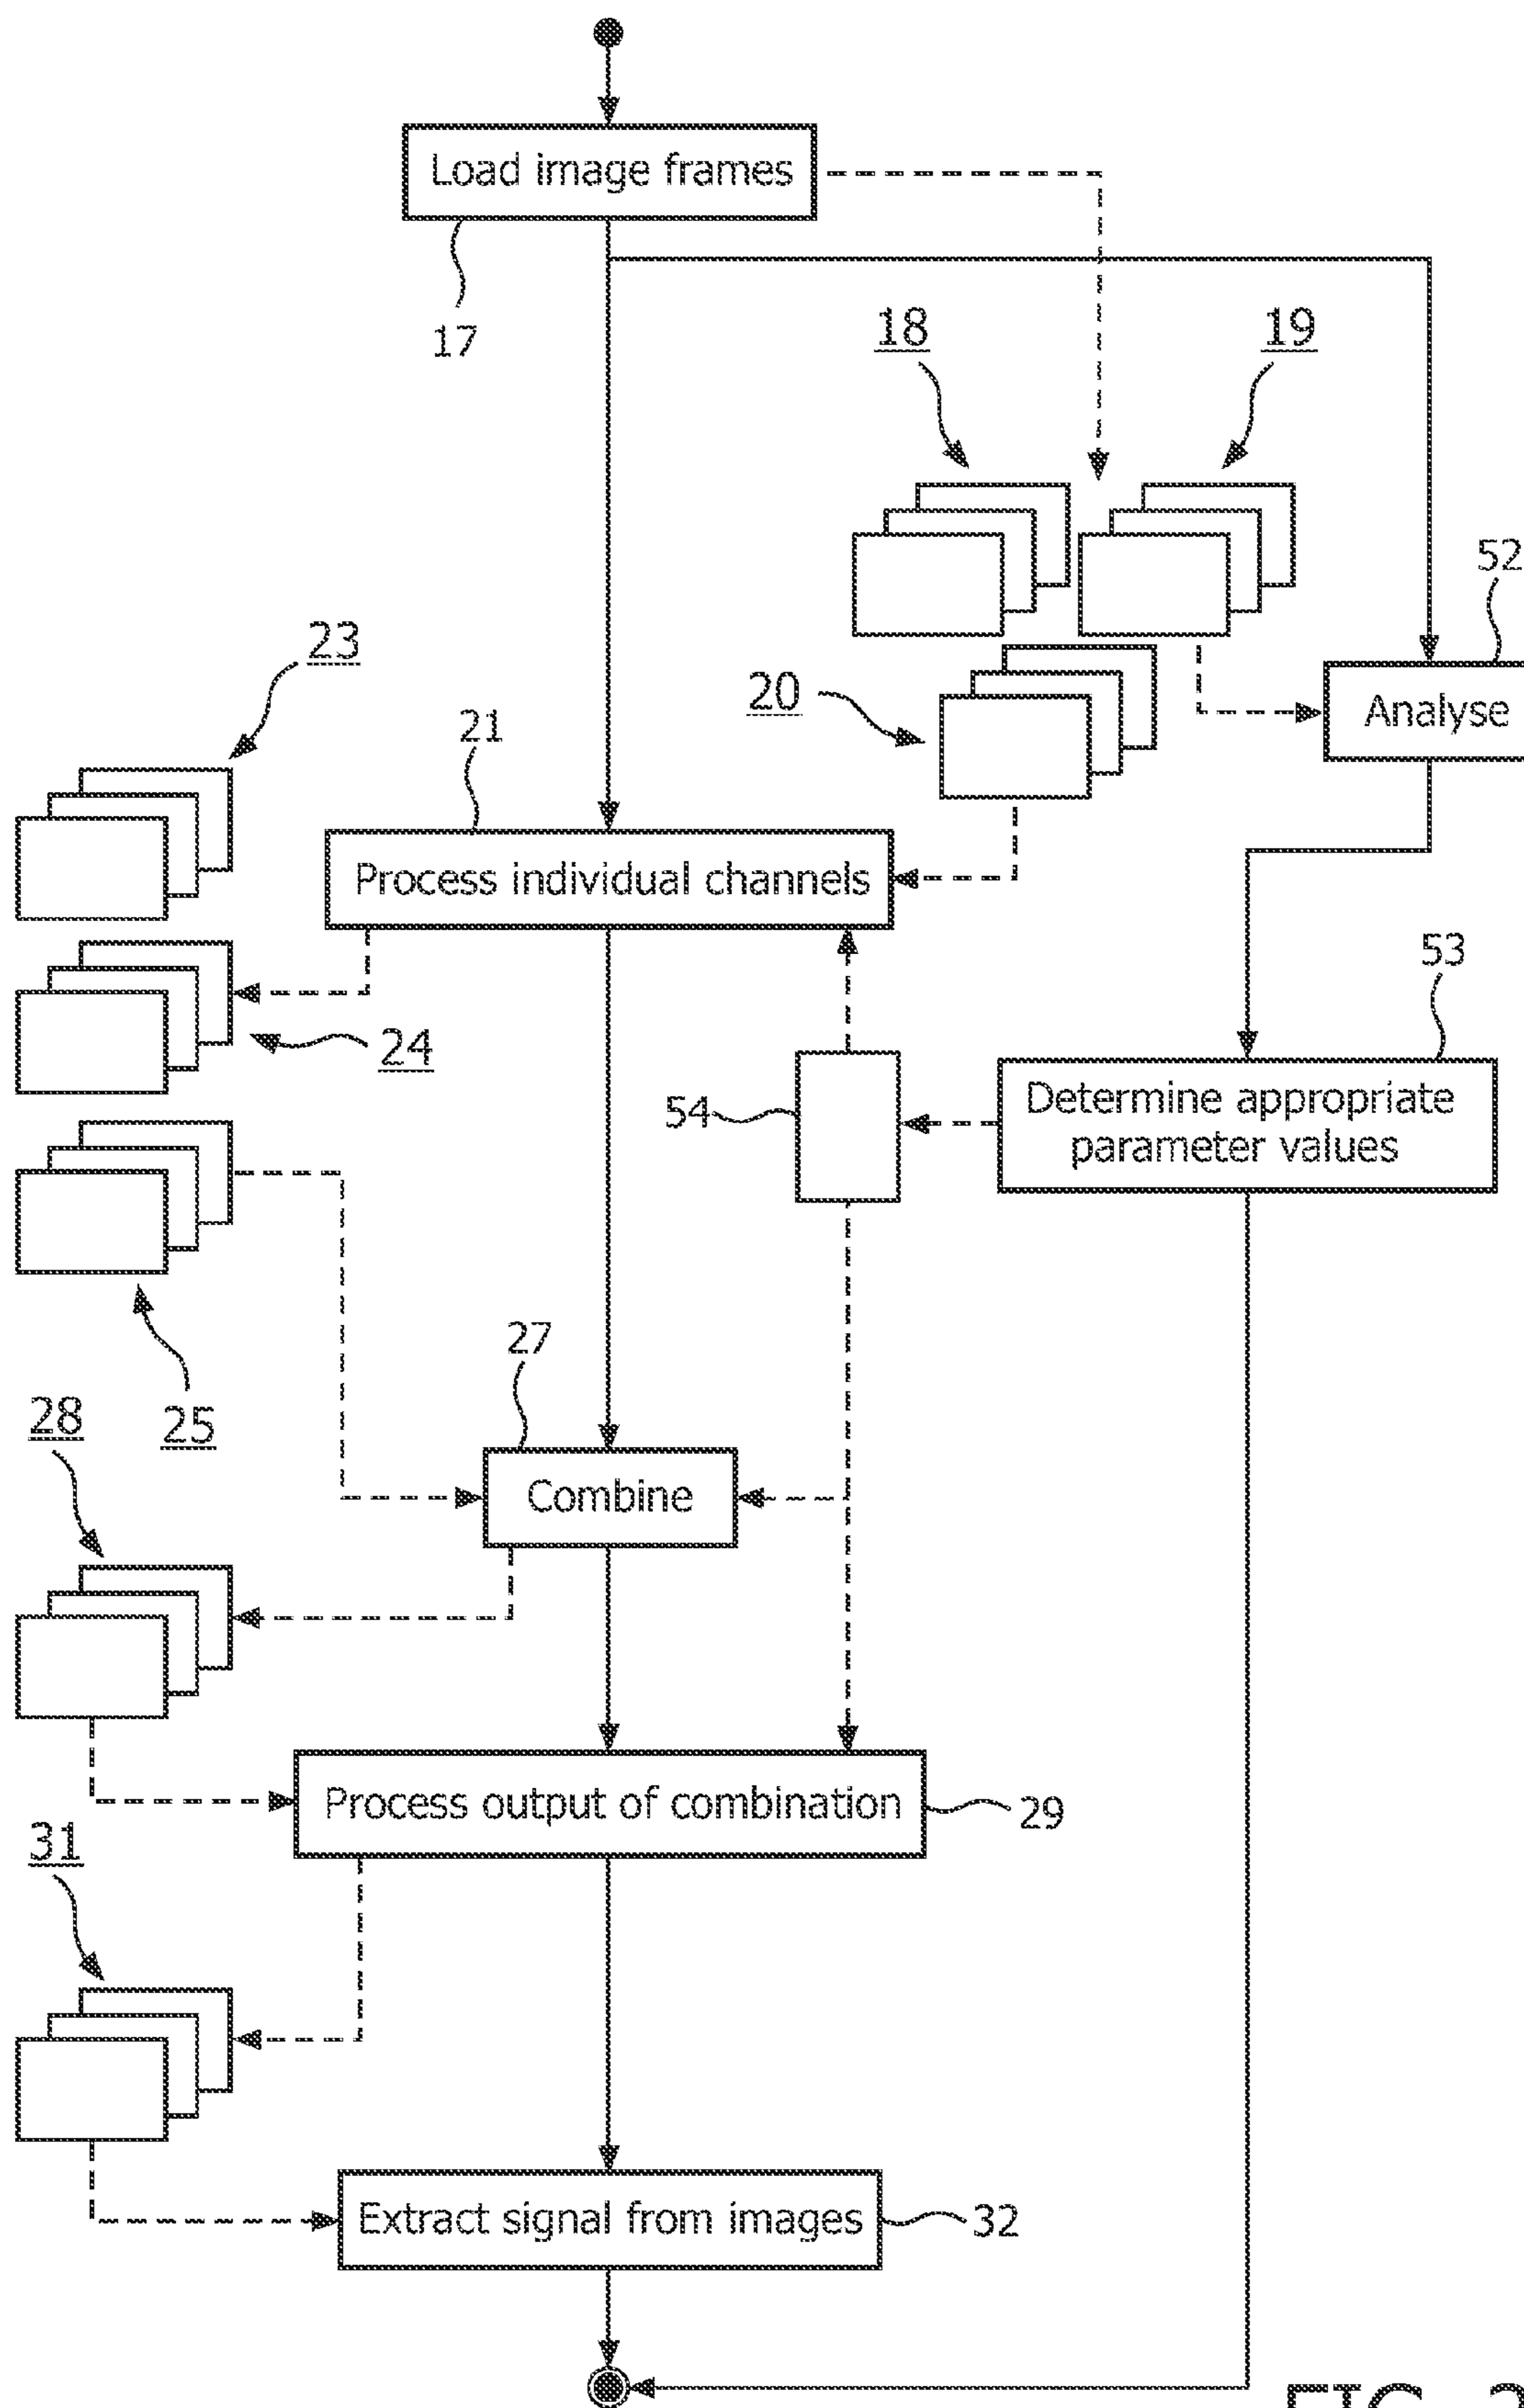 Load image frames
17
18
19
52
23
20
Analyse
21
Process individual channels
53
24
54
Determine appropriate
parameter values
27
28
25
Combine
Process output of combination
29
31
Extract signal from images
32
FIG.